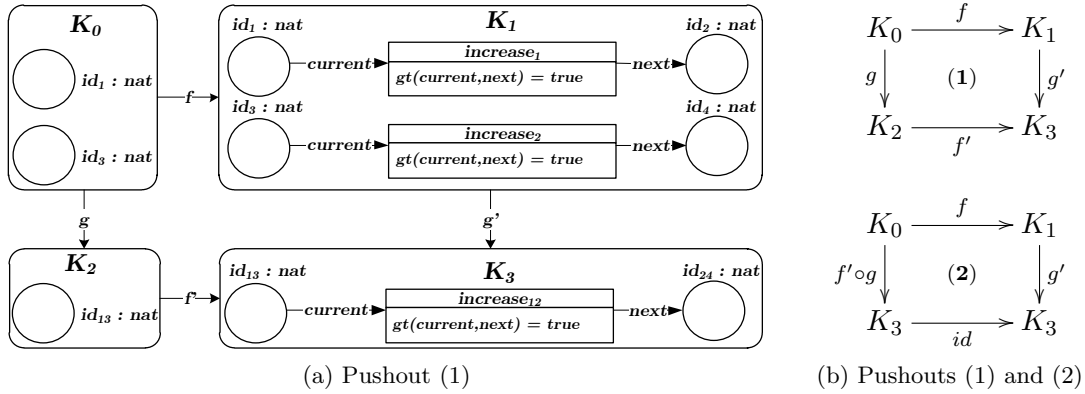 K₀
id₁ : nat
id₃ : nat
f
K₁
id₁ : nat
id₂ : nat
current
increase₁
gt(current,next) = true
next
id₃ : nat
id₄ : nat
current
increase₂
gt(current,next) = true
next
g
g’
K₂
id₁₃ : nat
f’
K₃
id₁₃ : nat
id₂₄ : nat
current
increase₁₂
gt(current,next) = true
next
(a) Pushout (1)
K₀ f K₁
g (1) g′
K₂ f′ K₃
K₀ f K₁
f′∘g (2) g′
K₃ id K₃
(b) Pushouts (1) and (2)